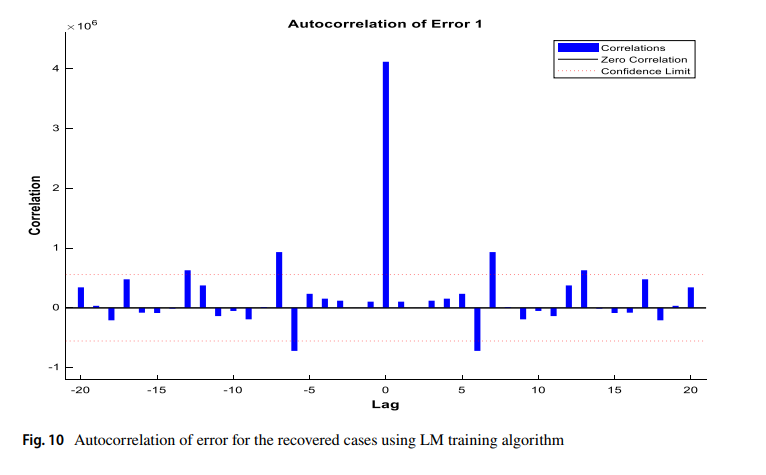 Autocorrelation of Error 1
×10^6
Correlations
Zero Correlation
Confidence Limit
4
3
2
1
0
-1
Correlation
-20 -15 -10 -5 0 5 10 15 20
Lag
Fig. 10 Autocorrelation of error for the recovered cases using LM training algorithm